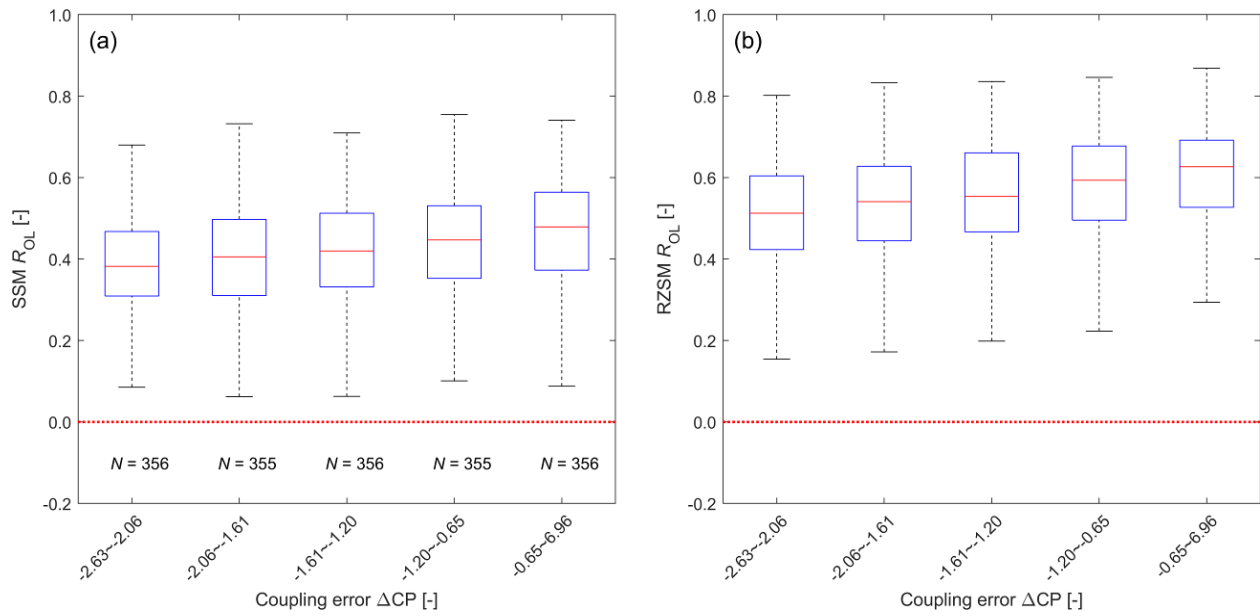 (a)
SSM R_OL [-]
1.0
0.8
0.6
0.4
0.2
0.0
-0.2
N = 356
N = 355
N = 356
N = 355
N = 356
-2.63~-2.06
-2.06~-1.61
-1.61~-1.20
-1.20~-0.65
-0.65~6.96
Coupling error ΔCP [-]
(b)
RZSM R_OL [-]
1.0
0.8
0.6
0.4
0.2
0.0
-0.2
-2.63~-2.06
-2.06~-1.61
-1.61~-1.20
-1.20~-0.65
-0.65~6.96
Coupling error ΔCP [-]